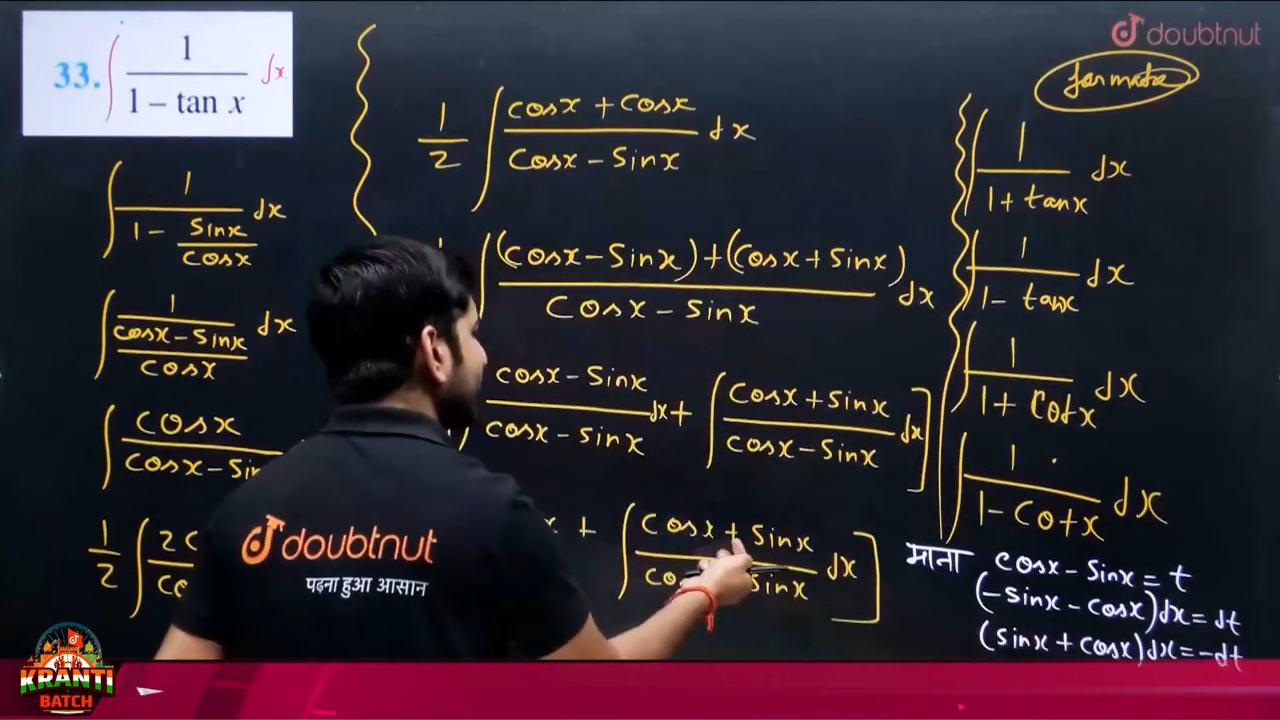 33. ∫ 1 / (1 − tan x) dx
∫ 1 / (1 - sinx/cosx) dx
∫ 1 / ((cosx - sinx)/cosx) dx
∫ cosx / (cosx - sin
1/2 ∫ 2c / co
1/2 ∫ (cosx + cosx) / (cosx - sinx) dx
∫ ((cosx - sinx) + (cosx + sinx)) / (cosx - sinx) dx
(cosx - sinx) / (cosx - sinx) dx + ∫ (cosx + sinx) / (cosx - sinx) dx ]
x + ∫ (cosx + sinx) / (co sinx) dx ]
doubtnut
∫ 1 / (1 + tanx) dx
∫ 1 / (1 - tanx) dx
∫ 1 / (1 + cotx) dx
∫ 1 / (1 - cotx) dx
माना cosx - sinx = t
(-sinx - cosx)dx = dt
(sinx + cosx)dx = -dt
doubtnut
पढ़ना हुआ आसान
KRANTI
BATCH